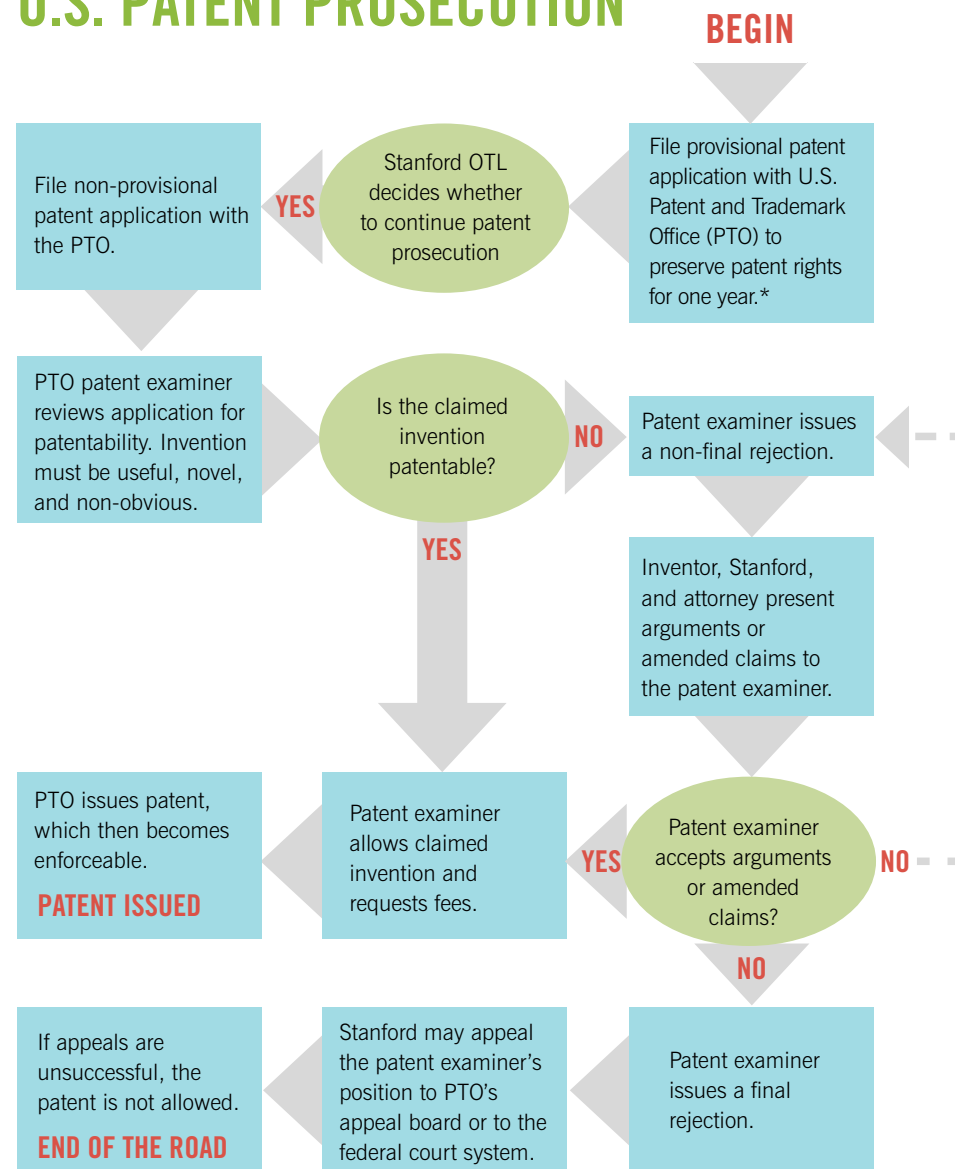 U.S. PATENT PROSECUTION
BEGIN
File provisional patent
application with U.S.
Patent and Trademark
Office (PTO) to
preserve patent rights
for one year.*
Stanford OTL
decides whether
to continue patent
prosecution
YES
File non-provisional
patent application with
the PTO.
PTO patent examiner
reviews application for
patentability. Invention
must be useful, novel,
and non-obvious.
Is the claimed
invention
patentable?
NO
Patent examiner issues
a non-final rejection.
YES
Inventor, Stanford,
and attorney present
arguments or
amended claims to
the patent examiner.
Patent examiner
accepts arguments
or amended
claims?
NO
YES
Patent examiner
allows claimed
invention and
requests fees.
PTO issues patent,
which then becomes
enforceable.
PATENT ISSUED
NO
Patent examiner
issues a final
rejection.
Stanford may appeal
the patent examiner's
position to PTO's
appeal board or to the
federal court system.
If appeals are
unsuccessful, the
patent is not allowed.
END OF THE ROAD